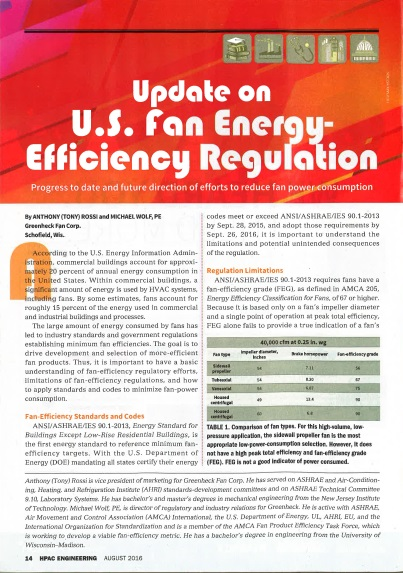 Update on
U.S. Fan Energy-
Efficiency Regulation
Progress to date and future direction of efforts to reduce fan power consumption
By ANTHONY (TONY) ROSSI and MICHAEL WOLF, PE
Greenheck Fan Corp.
Schofield, Wis.
According to the U.S. Energy Information Admin-
istration, commercial buildings account for approxi-
mately 20 percent of annual energy consumption in
the United States. Within commercial buildings, a
significant amount of energy is used by HVAC systems,
including fans. By some estimates, fans account for
roughly 15 percent of the energy used in commercial
and industrial buildings and processes.
The large amount of energy consumed by fans has
led to industry standards and government regulations
establishing minimum fan efficiencies. The goal is to
drive development and selection of more-efficient
fan products. Thus, it is important to have a basic
understanding of fan-efficiency regulatory efforts,
limitations of fan-efficiency regulations, and how
to apply standards and codes to minimize fan-power
consumption.
Fan-Efficiency Standards and Codes
ANSI/ASHRAE/IES 90.1-2013, Energy Standard for
Buildings Except Low-Rise Residential Buildings, is
the first energy standard to reference minimum fan-
efficiency targets. With the U.S. Department of
Energy (DOE) mandating all states certify their energy
codes meet or exceed ANSI/ASHRAE/IES 90.1-2013
by Sept. 28, 2015, and adopt those requirements by
Sept. 26, 2016, it is important to understand the
limitations and potential unintended consequences
of the regulation.
Regulation Limitations
ANSI/ASHRAE/IES 90.1-2013 requires fans have a
fan-efficiency grade (FEG), as defined in AMCA 205,
Energy Efficiency Classification for Fans, of 67 or higher.
Because it is based only on a fan's impeller diameter
and a single point of operation at peak total efficiency,
FEG alone fails to provide a true indication of a fan's
40,000 cfm at 0.25 in. wg
Fan type Impeller diameter, inches Brake horsepower Fan-efficiency grade
Sidewall propeller 54 7.11 56
Tubeaxial 54 67
Vaneaxial 75
Housed centrifugal 49 13.4 90
Housed centrifugal 60 90
TABLE 1. Comparison of fan types. For this high-volume, low-
pressure application, the sidewall propeller fan is the most
appropriate low-power-consumption selection. However, it does
not have a high peak total efficiency and fan-efficiency grade
(FEG). FEG is not a good indicator of power consumed.
Anthony (Tony) Rossi is vice president of marketing for Greenheck Fan Corp. He has served on ASHRAE and Air-Condition-
ing, Heating, and Refrigeration Institute (AHRI) standards-development committees and on ASHRAE Technical Committee
9.10, Laboratory Systems. He has bachelor's and master's degrees in mechanical engineering from the New Jersey Institute
of Technology. Michael Wolf, PE, is director of regulatory and industry relations for Greenheck. He is active with ASHRAE,
Air Movement and Control Association (AMCA) International, the U.S. Department of Energy, UL, AHRI, EU, and the
International Organization for Standardization and is a member of the AMCA Fan Product Efficiency Task Force, which
is working to develop a viable fan-efficiency metric. He has a bachelor's degree in engineering from the University of
Wisconsin-Madison.
14 HPAC ENGINEERING AUGUST 2016